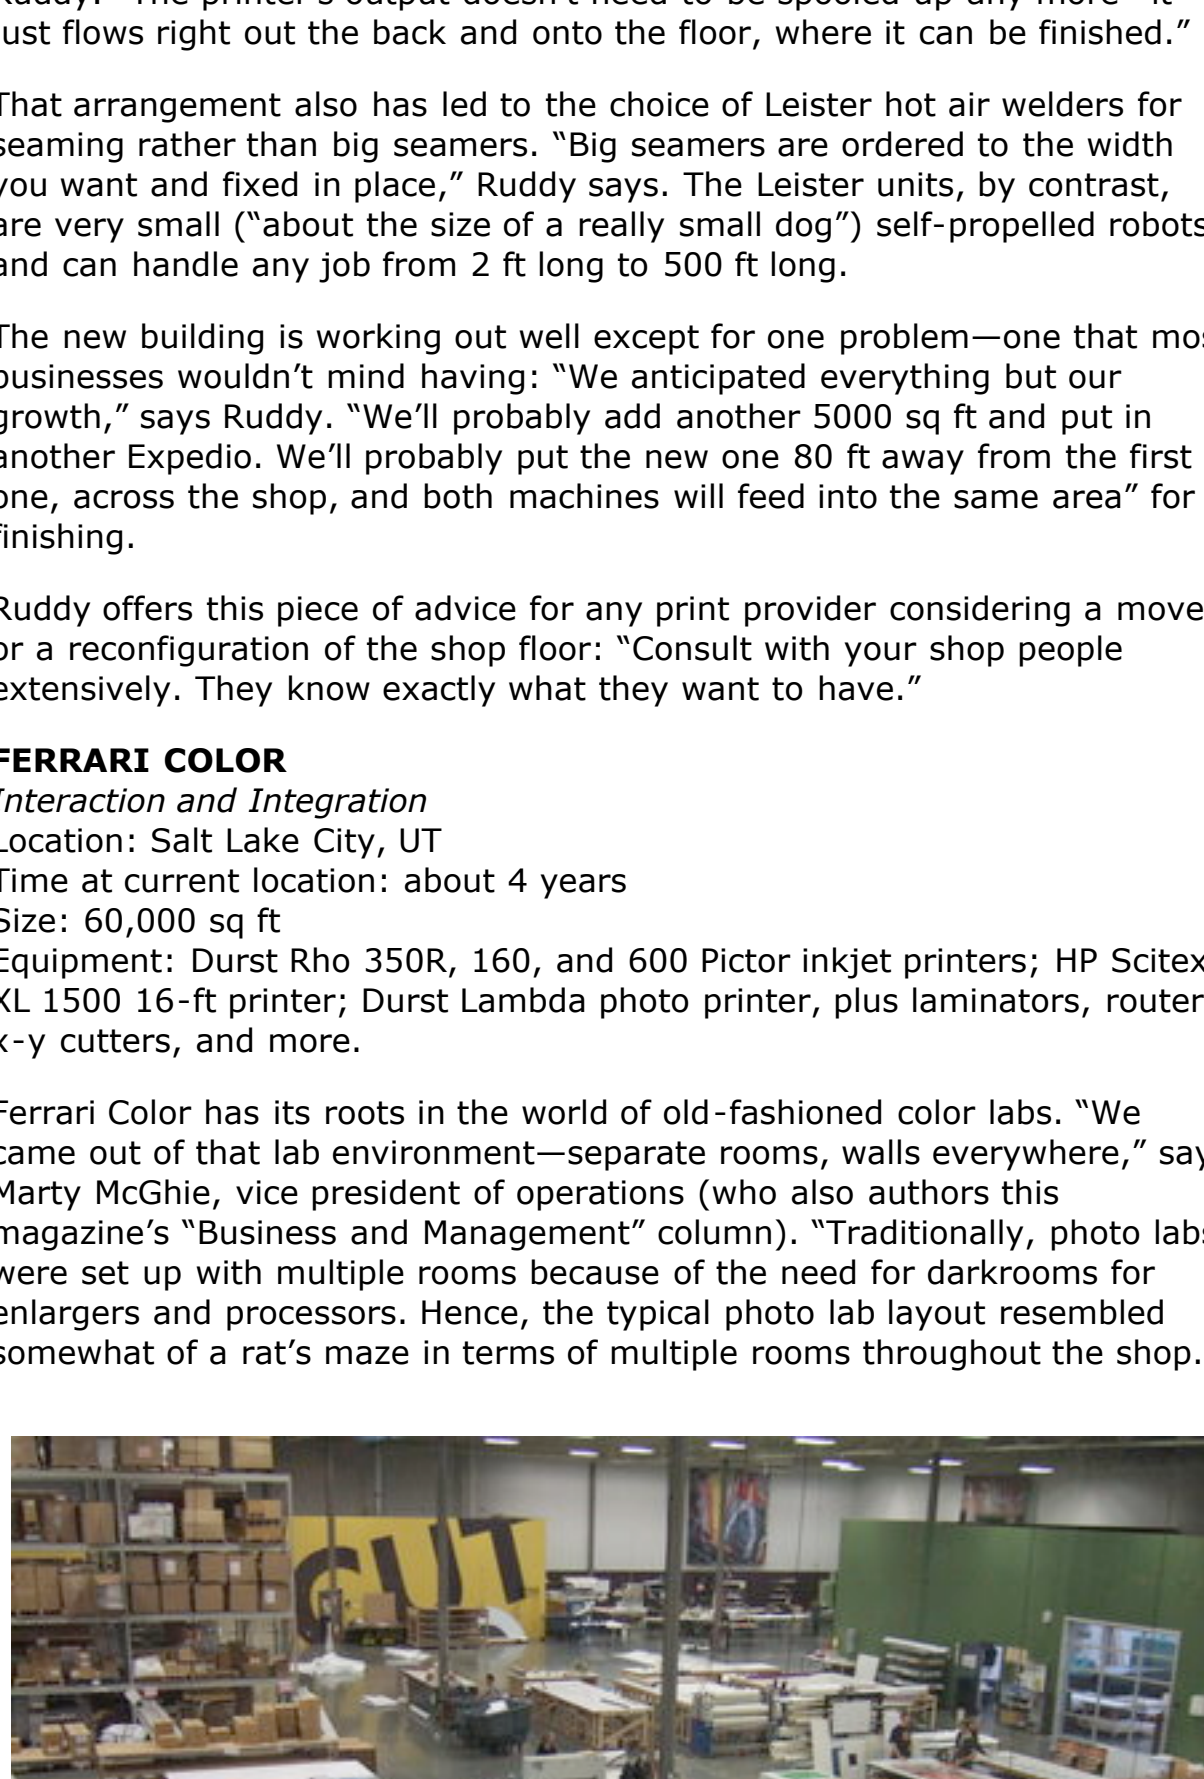 Ruddy. “The printer’s output doesn’t need to be spooled up any more—it
just flows right out the back and onto the floor, where it can be finished.”
That arrangement also has led to the choice of Leister hot air welders for
seaming rather than big seamers. “Big seamers are ordered to the width
you want and fixed in place,” Ruddy says. The Leister units, by contrast,
are very small (“about the size of a really small dog”) self-propelled robots
and can handle any job from 2 ft long to 500 ft long.
The new building is working out well except for one problem—one that mos
businesses wouldn’t mind having: “We anticipated everything but our
growth,” says Ruddy. “We’ll probably add another 5000 sq ft and put in
another Expedio. We’ll probably put the new one 80 ft away from the first
one, across the shop, and both machines will feed into the same area” for
finishing.
Ruddy offers this piece of advice for any print provider considering a move
or a reconfiguration of the shop floor: “Consult with your shop people
extensively. They know exactly what they want to have.”
FERRARI COLOR
Interaction and Integration
Location: Salt Lake City, UT
Time at current location: about 4 years
Size: 60,000 sq ft
Equipment: Durst Rho 350R, 160, and 600 Pictor inkjet printers; HP Scitex
XL 1500 16-ft printer; Durst Lambda photo printer, plus laminators, router
x-y cutters, and more.
Ferrari Color has its roots in the world of old-fashioned color labs. “We
came out of that lab environment—separate rooms, walls everywhere,” say
Marty McGhie, vice president of operations (who also authors this
magazine’s “Business and Management” column). “Traditionally, photo labs
were set up with multiple rooms because of the need for darkrooms for
enlargers and processors. Hence, the typical photo lab layout resembled
somewhat of a rat’s maze in terms of multiple rooms throughout the shop.
CUT